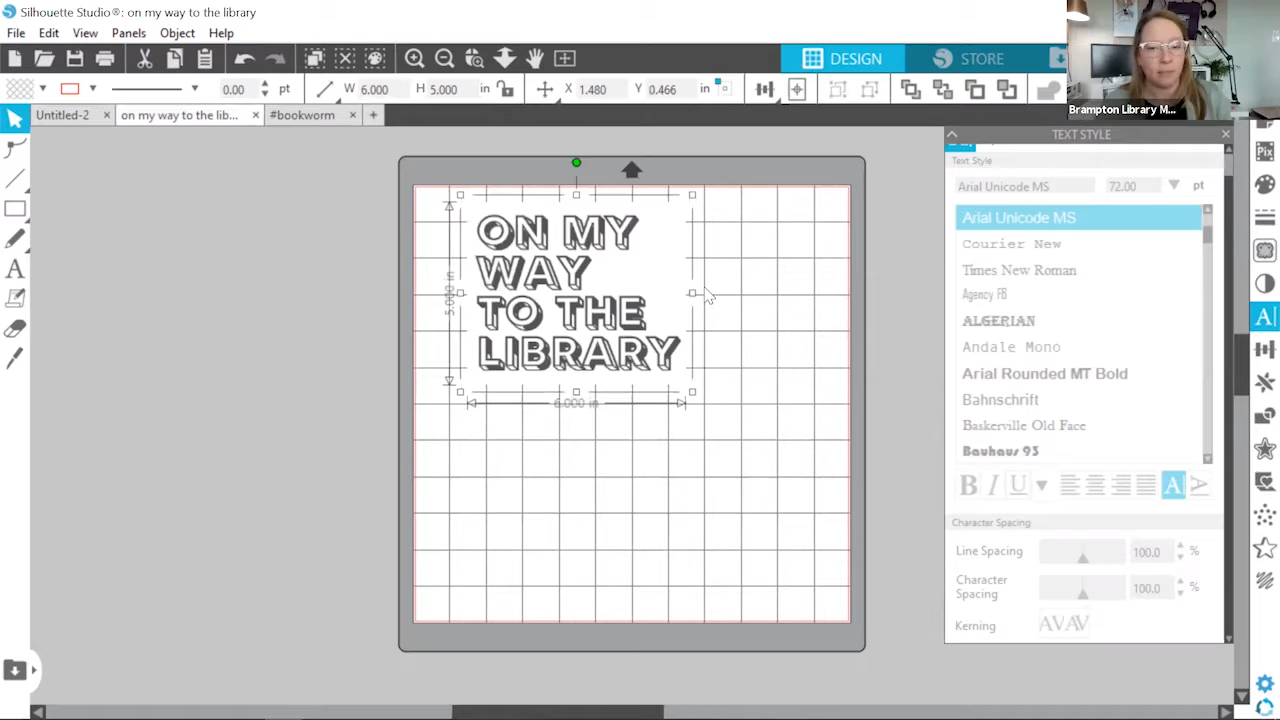 Silhouette Studio®: on my way to the library
File Edit View Panels Object Help
DESIGN
STORE
0.00 pt W 6.000 H 5.000 in X 1.480 Y 0.466 in
Brampton Library M...
Untitled-2 × on my way to the lib... × #bookworm × +
TEXT STYLE ×
Text Style
Arial Unicode MS 72.00 pt
Arial Unicode MS
Courier New
Times New Roman
Agency FB
ALGERIAN
Andale Mono
Arial Rounded MT Bold
Bahnschrift
Baskerville Old Face
Bauhaus 93
B I U
Character Spacing
Line Spacing 100.0 %
Character
Spacing 100.0 %
Kerning AVAV
ON MY
WAY
TO THE
LIBRARY
5.000 in
6.000 in
Pix